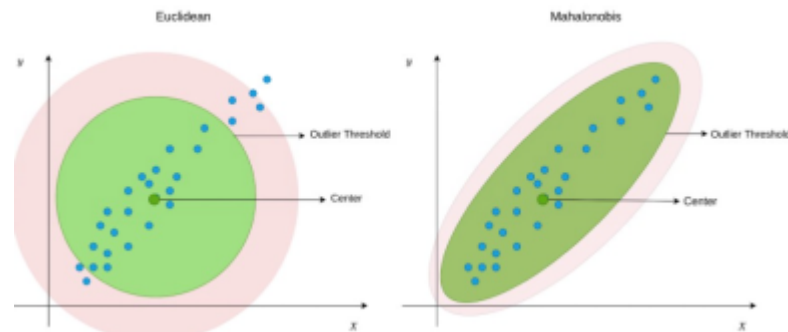 Euclidean
y
Outlier Threshold
Center
x
Mahalonobis
y
Outlier Threshold
Center
x